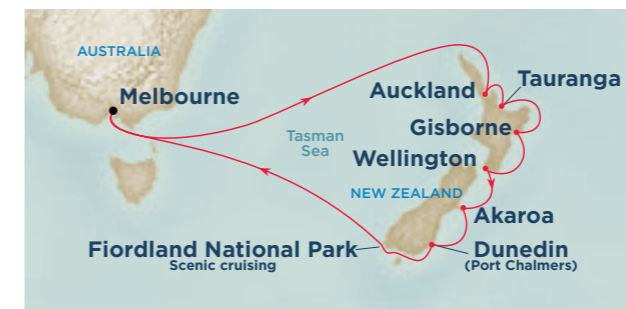 AUSTRALIA
Melbourne
Auckland
Tauranga
Gisborne
Tasman
Sea
Wellington
NEW ZEALAND
Akaroa
Fiordland National Park
Scenic cruising
Dunedin
(Port Chalmers)